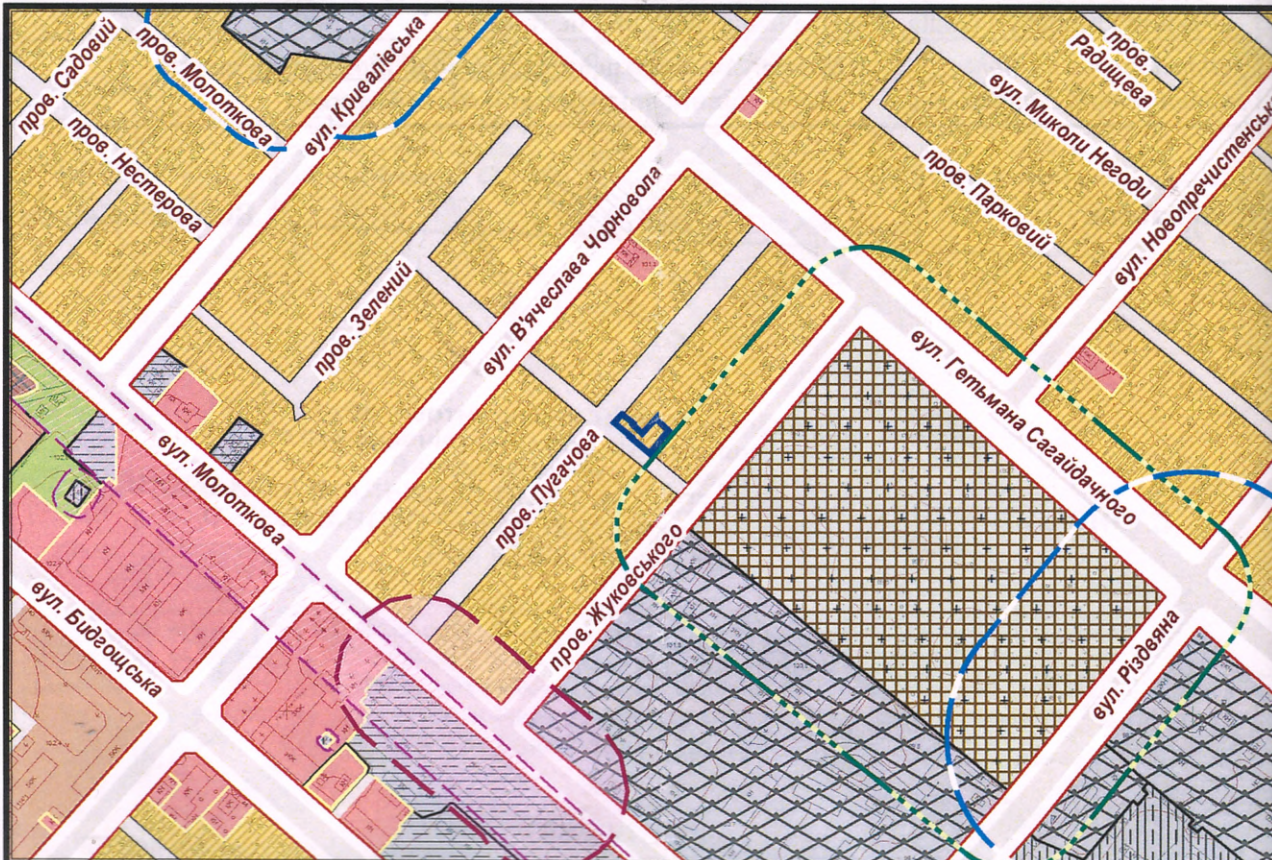 пров. Садовий
пров. Молоткова
вул. Кривалівська
пров. Нестерова
пров.
Радищева
вул. Миколи Негоди
пров. Парковий
вул. Новопречистенськ
вул. В'ячеслава Чорновола
пров. Зелений
вул. Гетьмана Сагайдачного
вул. Молоткова
пров. Пугачова
пров. Жуковського
вул. Бидгощська
вул. Різдвяна